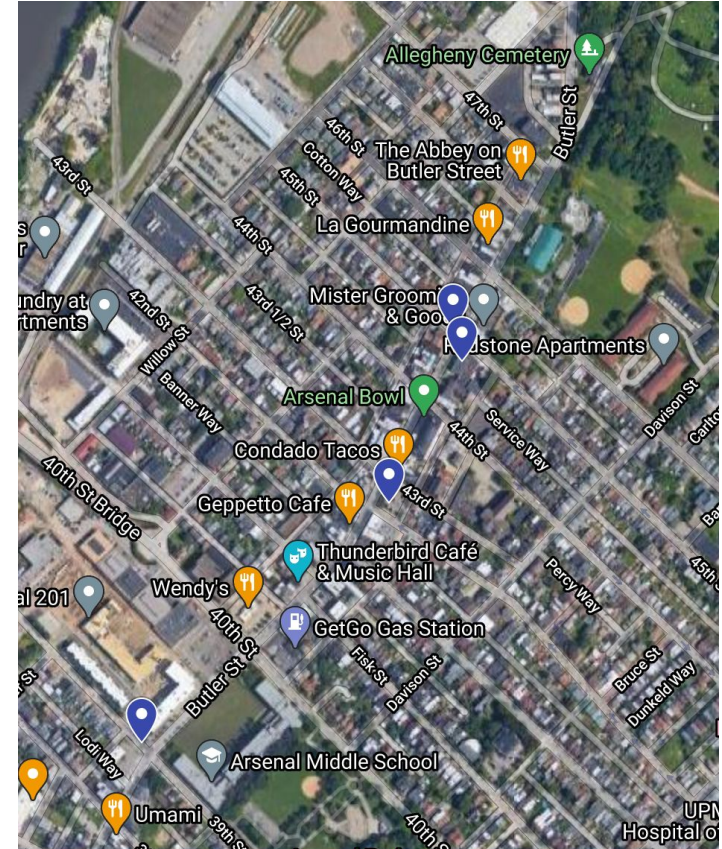 Allegheny Cemetery
47th St
Butler St
46th St
The Abbey on
Butler Street
Cotton Way
43rd St
45th St
La Gourmandine
44th St
43rd 1/2 St
Mister Groomi
& Goo
undry at
rtments
42nd St
Willow St
dstone Apartments
Davison St
Banner Way
Arsenal Bowl
44th St
Service Way
Condado Tacos
40th St Bridge
43rd St
Geppetto Cafe
Thunderbird Café
& Music Hall
45th
Percy Way
Wendy's
al 201
40th St
GetGo Gas Station
Fisk St
Davison St
Bruce St
Dunkeld Way
Butler St
Lodi Way
Arsenal Middle School
Umami
39th S
40th S
UPM
Hospital of